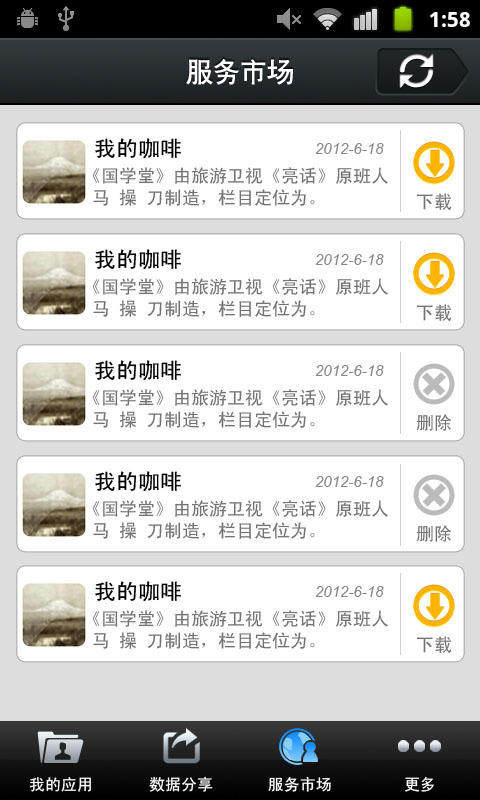 1:58
服务市场
我的咖啡 2012-6-18
《国学堂》由旅游卫视《亮话》原班人
马 操 刀制造，栏目定位为。
下载
我的咖啡 2012-6-18
《国学堂》由旅游卫视《亮话》原班人
马 操 刀制造，栏目定位为。
下载
我的咖啡 2012-6-18
《国学堂》由旅游卫视《亮话》原班人
马 操 刀制造，栏目定位为。
删除
我的咖啡 2012-6-18
《国学堂》由旅游卫视《亮话》原班人
马 操 刀制造，栏目定位为。
删除
我的咖啡 2012-6-18
《国学堂》由旅游卫视《亮话》原班人
马 操 刀制造，栏目定位为。
下载
我的应用 数据分享 服务市场 更多